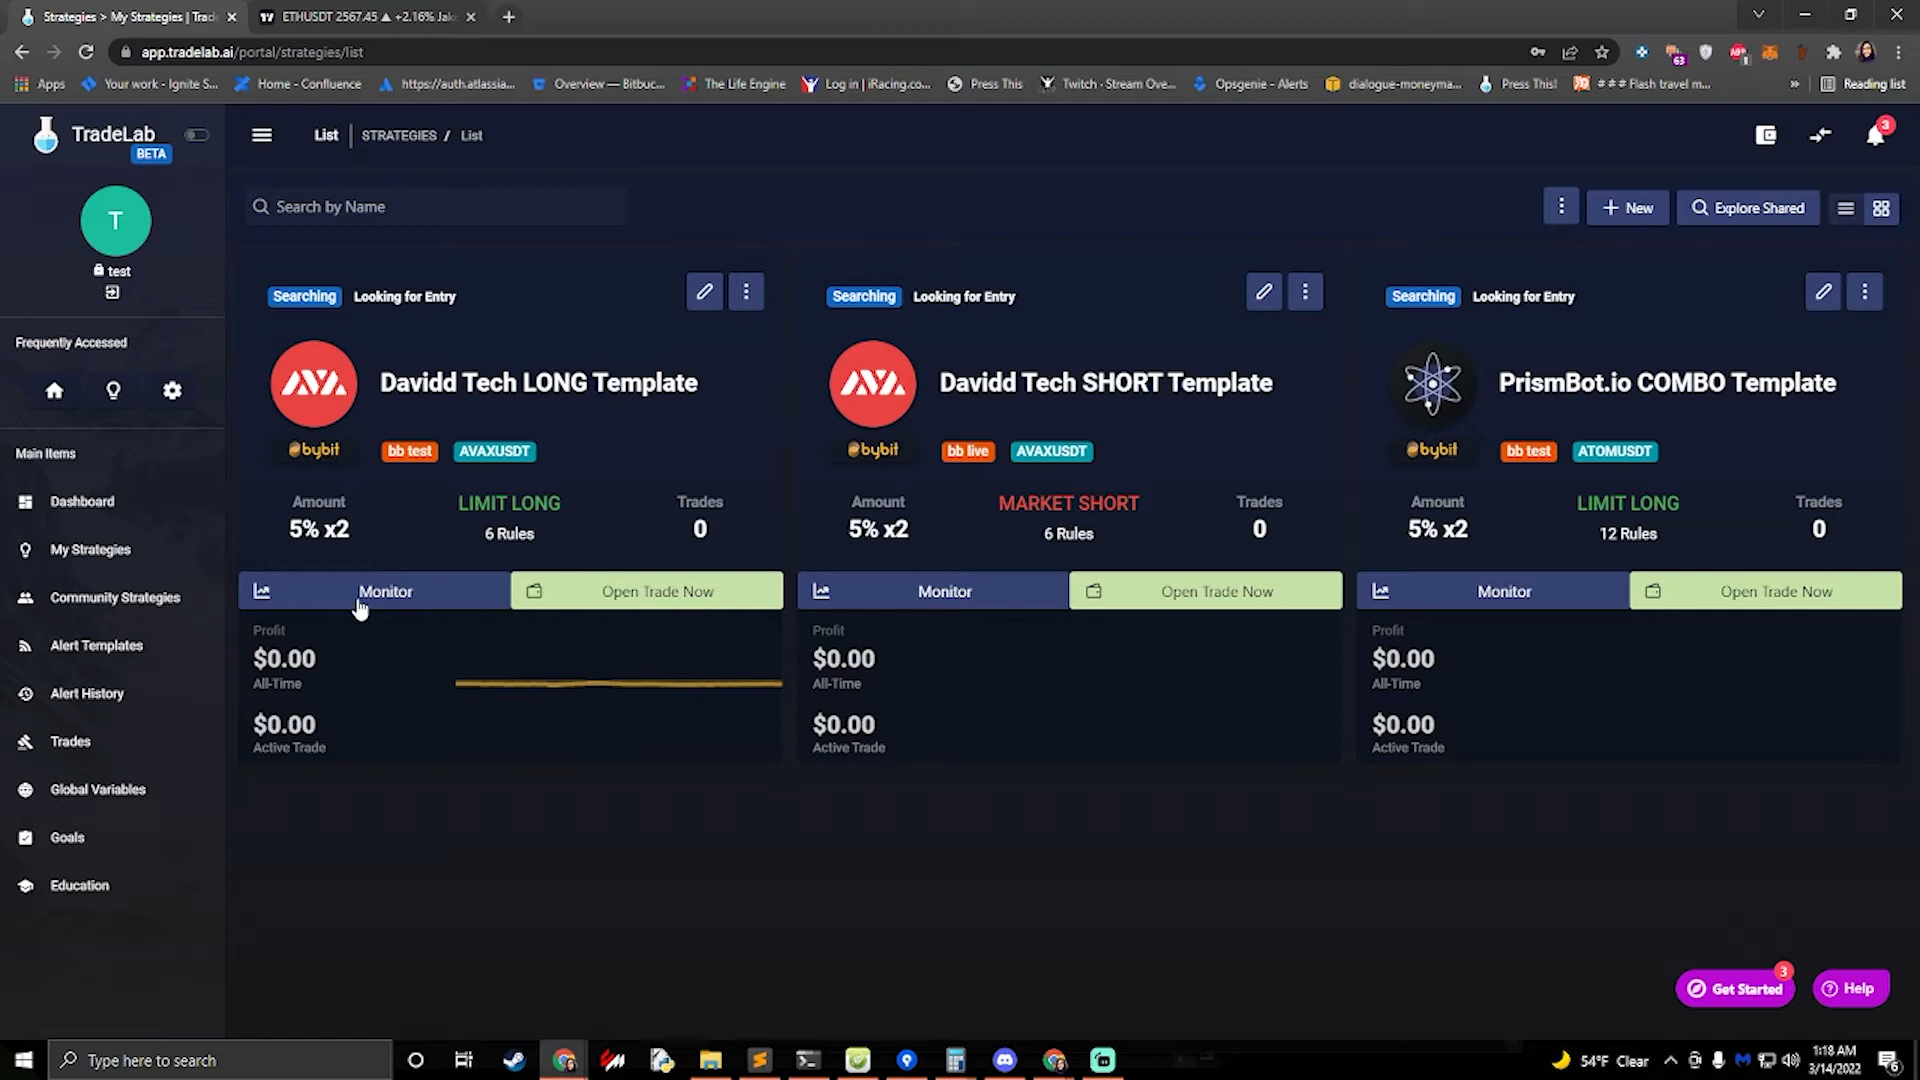 Strategies > My Strategies | Trad
ETHUSDT 2567.45 ▲ +2.16% Jak
app.tradelab.ai/portal/strategies/list
Apps
Your work - Ignite S...
Home - Confluence
https://auth.atlassia...
Overview — Bitbuc...
The Life Engine
Log in | iRacing.co...
Press This
Twitch - Stream Ove...
Opsgenie - Alerts
dialogue-moneyma...
Press This!
###Flash travel m...
»
Reading list
63
1
TradeLab
BETA
List
STRATEGIES / List
3
T
test
Search by Name
New
Explore Shared
Frequently Accessed
Main Items
Dashboard
My Strategies
Community Strategies
Alert Templates
Alert History
Trades
Global Variables
Goals
Education
Searching
Looking for Entry
Davidd Tech LONG Template
bybit
bb test
AVAXUSDT
Amount
LIMIT LONG
Trades
5% x2
6 Rules
0
Monitor
Open Trade Now
Profit
$0.00
All-Time
$0.00
Active Trade
Searching
Looking for Entry
Davidd Tech SHORT Template
bybit
bb live
AVAXUSDT
Amount
MARKET SHORT
Trades
5% x2
6 Rules
0
Monitor
Open Trade Now
Profit
$0.00
All-Time
$0.00
Active Trade
Searching
Looking for Entry
PrismBot.io COMBO Template
bybit
bb test
ATOMUSDT
Amount
LIMIT LONG
Trades
5% x2
12 Rules
0
Monitor
Open Trade Now
Profit
$0.00
All-Time
$0.00
Active Trade
3
Get Started
Help
Type here to search
54°F Clear
1:18 AM
3/14/2022
6